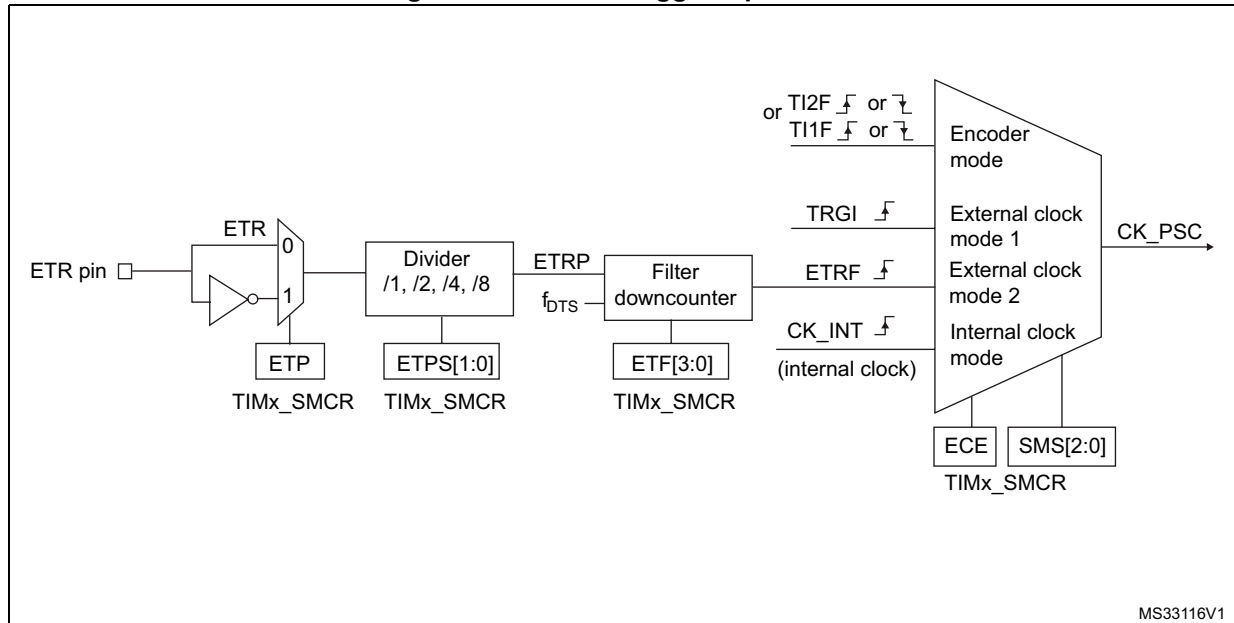 or TI2F or
TI1F or
Encoder
mode
TRGI
External clock
mode 1
CK_PSC
ETR
0
ETR pin
1
Divider
/1, /2, /4, /8
ETRP
fDTS
Filter
downcounter
ETRF
External clock
mode 2
CK_INT
(internal clock)
Internal clock
mode
ETP
TIMx_SMCR
ETPS[1:0]
TIMx_SMCR
ETF[3:0]
TIMx_SMCR
ECE
SMS[2:0]
TIMx_SMCR
MS33116V1